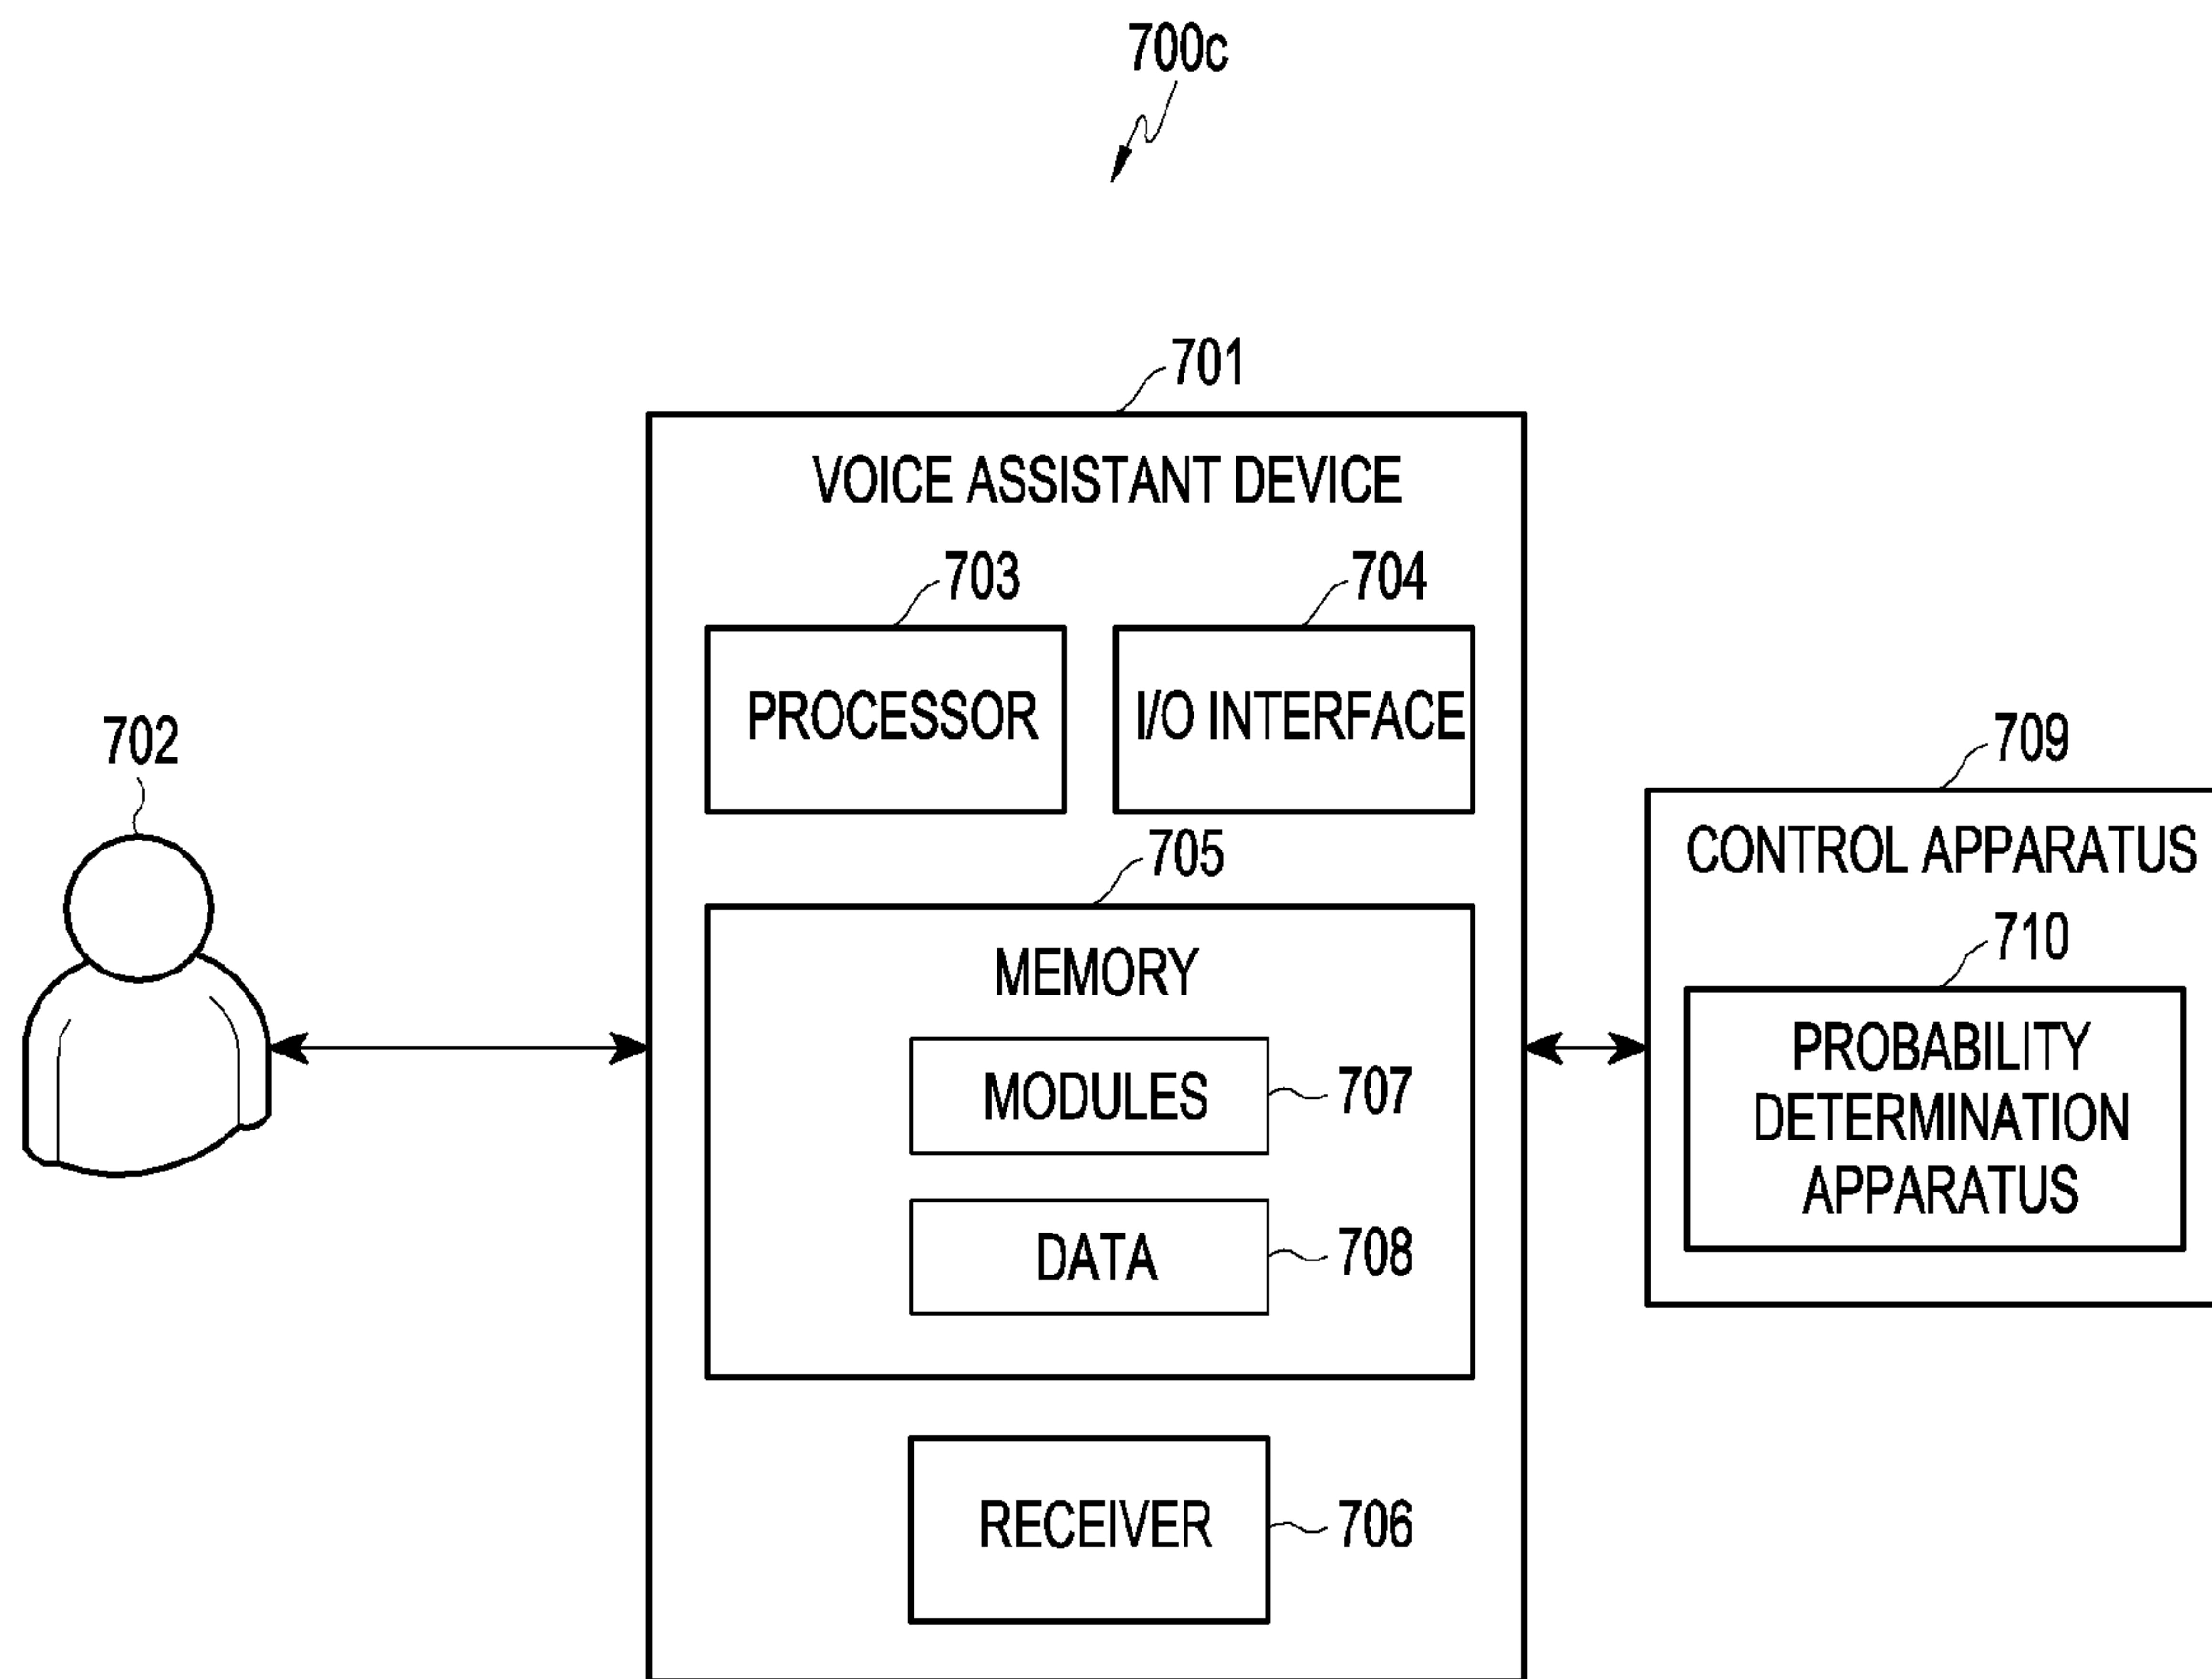 700c
701
VOICE ASSISTANT DEVICE
703
704
PROCESSOR
I/O INTERFACE
702
709
705
CONTROL APPARATUS
710
MEMORY
PROBABILITY
DETERMINATION
APPARATUS
MODULES
707
DATA
708
RECEIVER
706